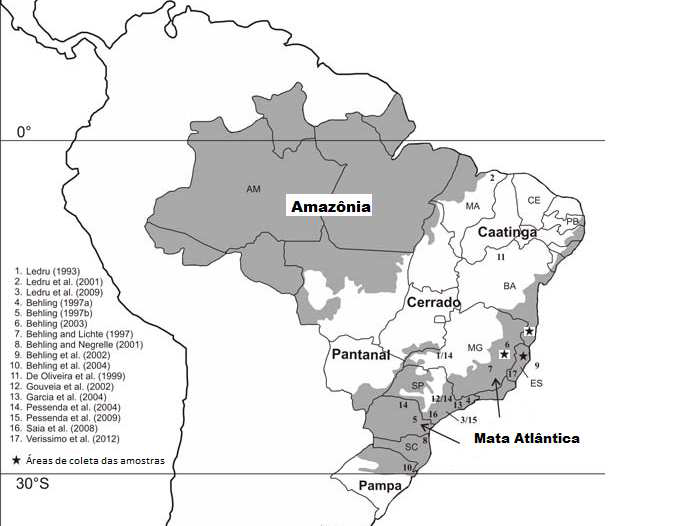 0°
AM
Amazônia
2
MA
CE
PB
Caatinga
11
BA
Cerrado
Pantanal
1/14
MG
6
9
7
17
ES
SP
12/14
13
4
14
16
3/15
5
Mata Atlântica
8
SC
10
Pampa
30°S
1. Ledru (1993)
2. Ledru et al. (2001)
3. Ledru et al. (2009)
4. Behling (1997a)
5. Behling (1997b)
6. Behling (2003)
7. Behling and Lichte (1997)
8. Behling and Negrelle (2001)
9. Behling et al. (2002)
10. Behling et al. (2004)
11. De Oliveira et al. (1999)
12. Gouveia et al. (2002)
13. Garcia et al. (2004)
14. Pessenda et al. (2004)
15. Pessenda et al. (2009)
16. Saia et al. (2008)
17. Verissimo et al. (2012)
Áreas de coleta das amostras